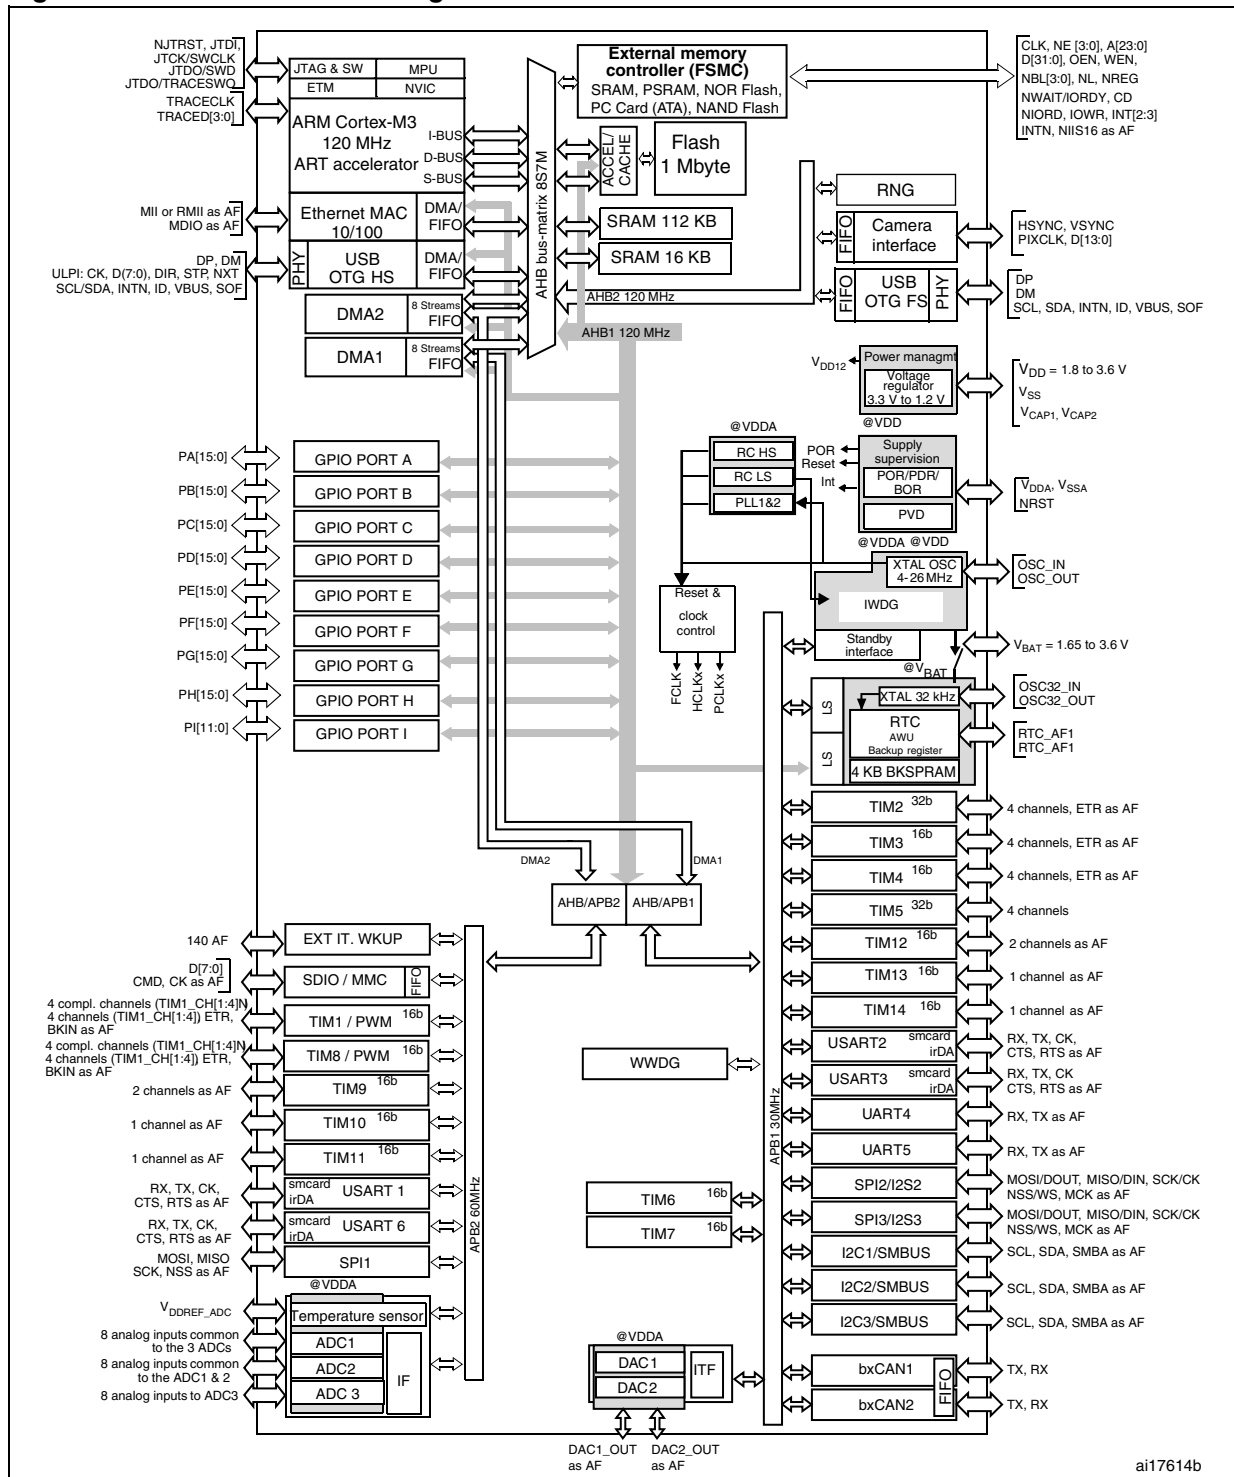 NJTRST, JTDI,
JTCK/SWCLK
JTDO/SWD
JTDO/TRACESWO
TRACECLK
TRACED[3:0]
JTAG & SW
MPU
ETM
NVIC
ARM Cortex-M3
120 MHz
ART accelerator
I-BUS
D-BUS
S-BUS
MII or RMII as AF
MDIO as AF
Ethernet MAC
10/100
DMA/
FIFO
DP, DM
ULPI: CK, D(7:0), DIR, STP, NXT
SCL/SDA, INTN, ID, VBUS, SOF
PHY
USB
OTG HS
DMA/
FIFO
DMA2
8 Streams
FIFO
DMA1
8 Streams
FIFO
AHB bus-matrix 8S7M
External memory
controller (FSMC)
SRAM, PSRAM, NOR Flash,
PC Card (ATA), NAND Flash
CLK, NE [3:0], A[23:0]
D[31:0], OEN, WEN,
NBL[3:0], NL, NREG
NWAIT/IORDY, CD
NIORD, IOWR, INT[2:3]
INTN, NIIS16 as AF
ACCEL/
CACHE
Flash
1 Mbyte
SRAM 112 KB
SRAM 16 KB
AHB2 120 MHz
AHB1 120 MHz
RNG
FIFO
Camera
interface
HSYNC, VSYNC
PIXCLK, D[13:0]
FIFO
USB
OTG FS
PHY
DP
DM
SCL, SDA, INTN, ID, VBUS, SOF
VDD12
Power managmt
Voltage
regulator
3.3 V to 1.2 V
VDD = 1.8 to 3.6 V
VSS
VCAP1, VCAP2
@VDD
@VDDA
RC HS
RC LS
PLL1&2
POR
Reset
Int
Supply
supervision
POR/PDR/
BOR
PVD
VDDA, VSSA
NRST
@VDDA @VDD
XTAL OSC
4-26 MHz
OSC_IN
OSC_OUT
IWDG
Standby
interface
VBAT = 1.65 to 3.6 V
@VBAT
Reset &
clock
control
FCLK
HCLKx
PCLKx
LS
LS
XTAL 32 kHz
OSC32_IN
OSC32_OUT
RTC
AWU
Backup register
RTC_AF1
RTC_AF1
4 KB BKSPRAM
PA[15:0]
GPIO PORT A
PB[15:0]
GPIO PORT B
PC[15:0]
GPIO PORT C
PD[15:0]
GPIO PORT D
PE[15:0]
GPIO PORT E
PF[15:0]
GPIO PORT F
PG[15:0]
GPIO PORT G
PH[15:0]
GPIO PORT H
PI[11:0]
GPIO PORT I
DMA2
DMA1
AHB/APB2
AHB/APB1
140 AF
EXT IT. WKUP
D[7:0]
CMD, CK as AF
SDIO / MMC
FIFO
4 compl. channels (TIM1_CH[1:4]N
4 channels (TIM1_CH[1:4]) ETR,
BKIN as AF
TIM1 / PWM 16b
4 compl. channels (TIM1_CH[1:4]N
4 channels (TIM1_CH[1:4]) ETR,
BKIN as AF
TIM8 / PWM 16b
2 channels as AF
TIM9 16b
1 channel as AF
TIM10 16b
1 channel as AF
TIM11 16b
RX, TX, CK,
CTS, RTS as AF
smcard
irDA
USART 1
RX, TX, CK,
CTS, RTS as AF
smcard
irDA
USART 6
MOSI, MISO
SCK, NSS as AF
SPI1
@VDDA
VDDREF_ADC
Temperature sensor
8 analog inputs common
to the 3 ADCs
ADC1
8 analog inputs common
to the ADC1 & 2
ADC2
8 analog inputs to ADC3
ADC 3
IF
APB2 60MHz
WWDG
TIM6 16b
TIM7 16b
@VDDA
DAC1
DAC2
ITF
DAC1_OUT
as AF
DAC2_OUT
as AF
APB1 30MHz
TIM2 32b
4 channels, ETR as AF
TIM3 16b
4 channels, ETR as AF
TIM4 16b
4 channels, ETR as AF
TIM5 32b
4 channels
TIM12 16b
2 channels as AF
TIM13 16b
1 channel as AF
TIM14 16b
1 channel as AF
USART2
smcard
irDA
RX, TX, CK,
CTS, RTS as AF
USART3
smcard
irDA
RX, TX, CK
CTS, RTS as AF
UART4
RX, TX as AF
UART5
RX, TX as AF
SPI2/I2S2
MOSI/DOUT, MISO/DIN, SCK/CK
NSS/WS, MCK as AF
SPI3/I2S3
MOSI/DOUT, MISO/DIN, SCK/CK
NSS/WS, MCK as AF
I2C1/SMBUS
SCL, SDA, SMBA as AF
I2C2/SMBUS
SCL, SDA, SMBA as AF
I2C3/SMBUS
SCL, SDA, SMBA as AF
bxCAN1
TX, RX
FIFO
bxCAN2
TX, RX
ai17614b